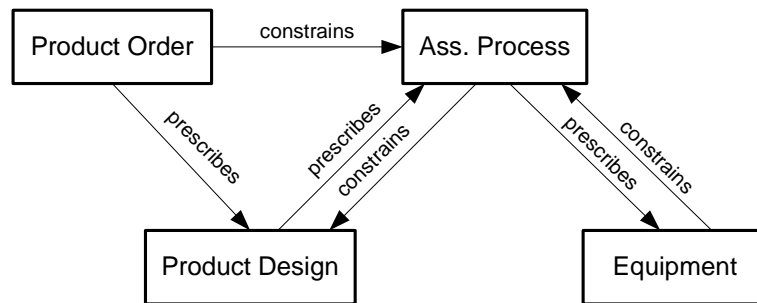 Product Order
constrains
Ass. Process
prescribes
prescribes
constrains
prescribes
constrains
Product Design
Equipment